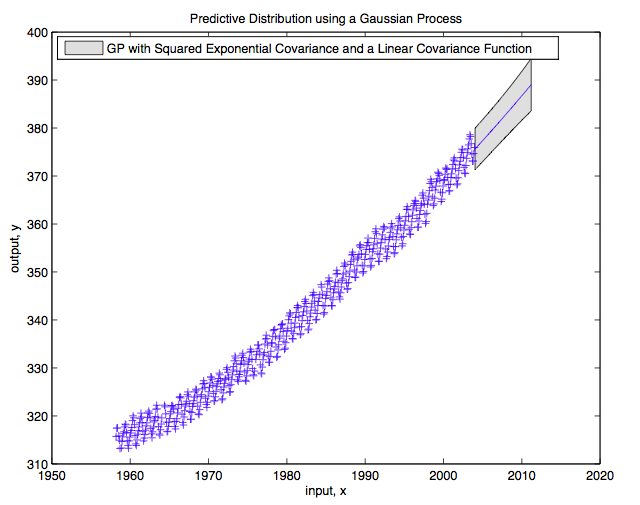 Predictive Distribution using a Gaussian Process
GP with Squared Exponential Covariance and a Linear Covariance Function
output, y
400
390
380
370
360
350
340
330
320
310
1950 1960 1970 1980 1990 2000 2010 2020
input, x